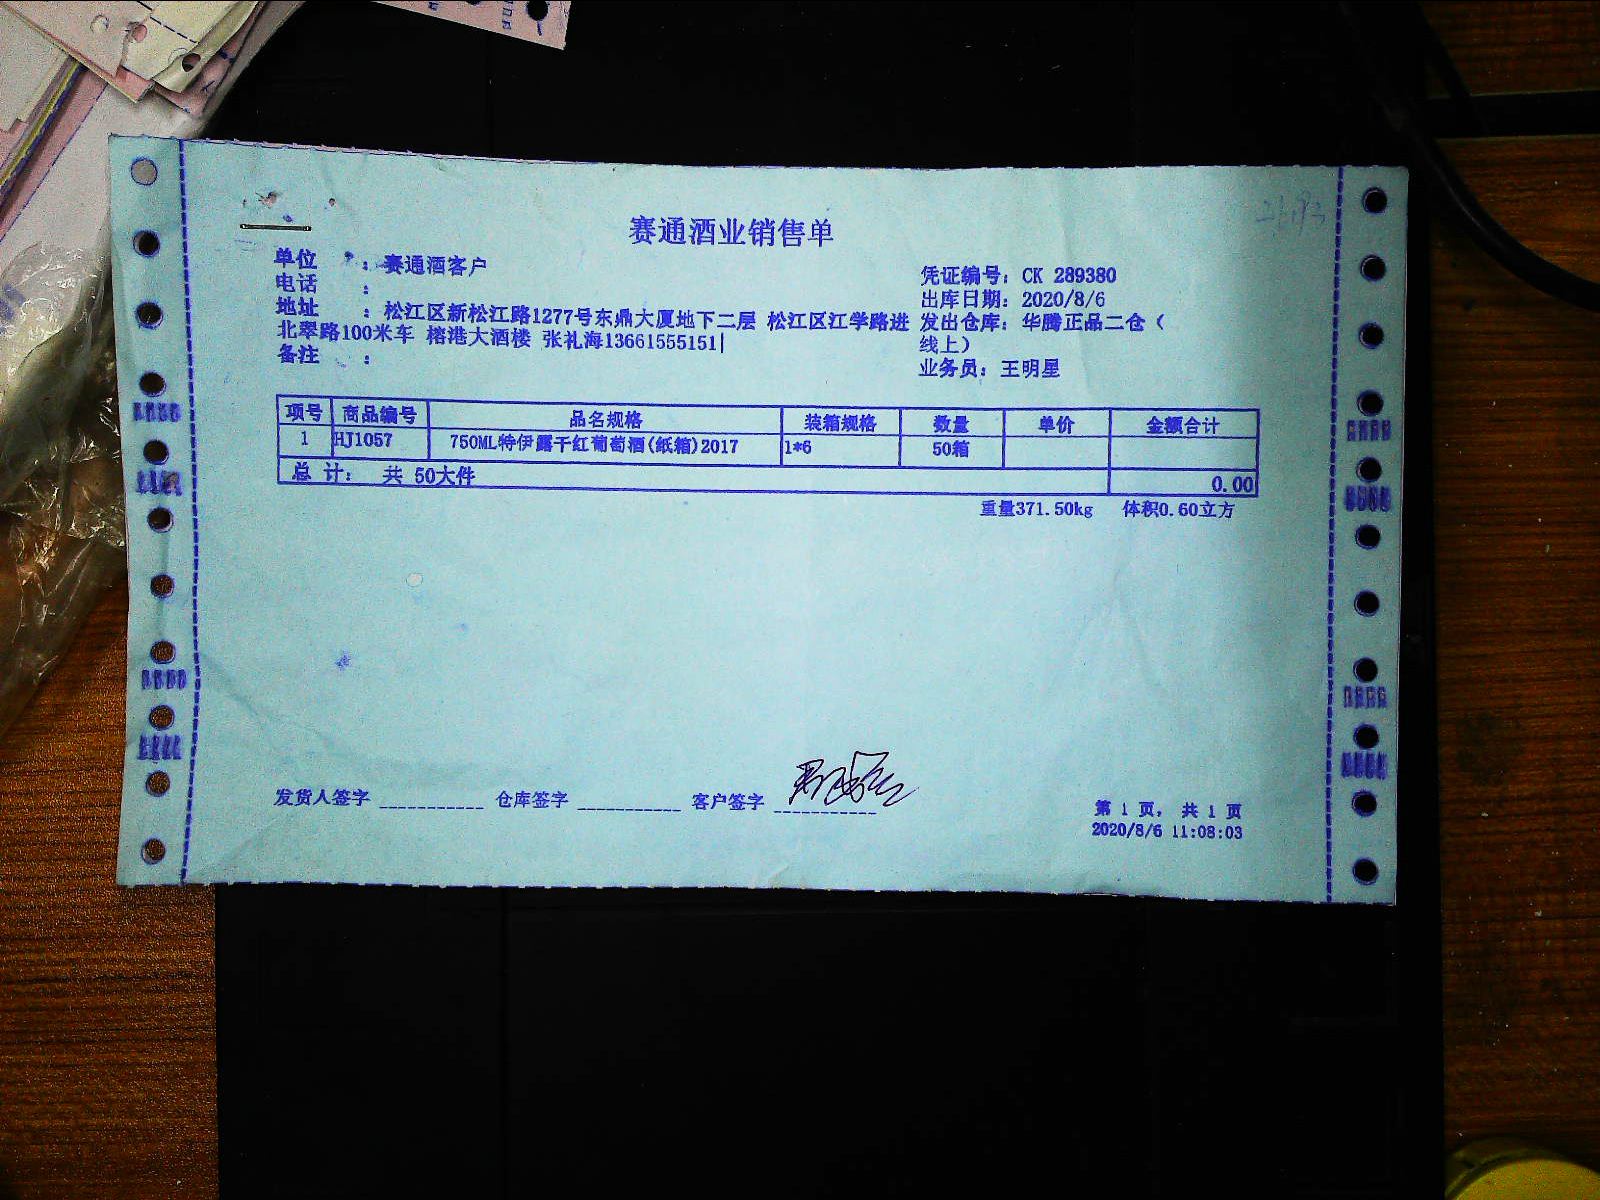 赛通酒业销售单
单位 ：赛通酒客户
电话 ：
地址 ：松江区新松江路1277号东鼎大厦地下二层 松江区江学路进
北翠路100米车 榕港大酒楼 张礼海13661555151|
备注 ：
凭证编号：CK 289380
出库日期：2020/8/6
发出仓库：华腾正品二仓（
线上）
业务员：王明星
项号 商品编号 品名规格 装箱规格 数量 单价 金额合计
1 HJ1057 750ML特伊露干红葡萄酒(纸箱)2017 1*6 50箱
总 计： 共 50大件 0.00
重量371.50kg 体积0.60立方
发货人签字 仓库签字 客户签字
第 1 页， 共 1 页
2020/8/6 11:08:03